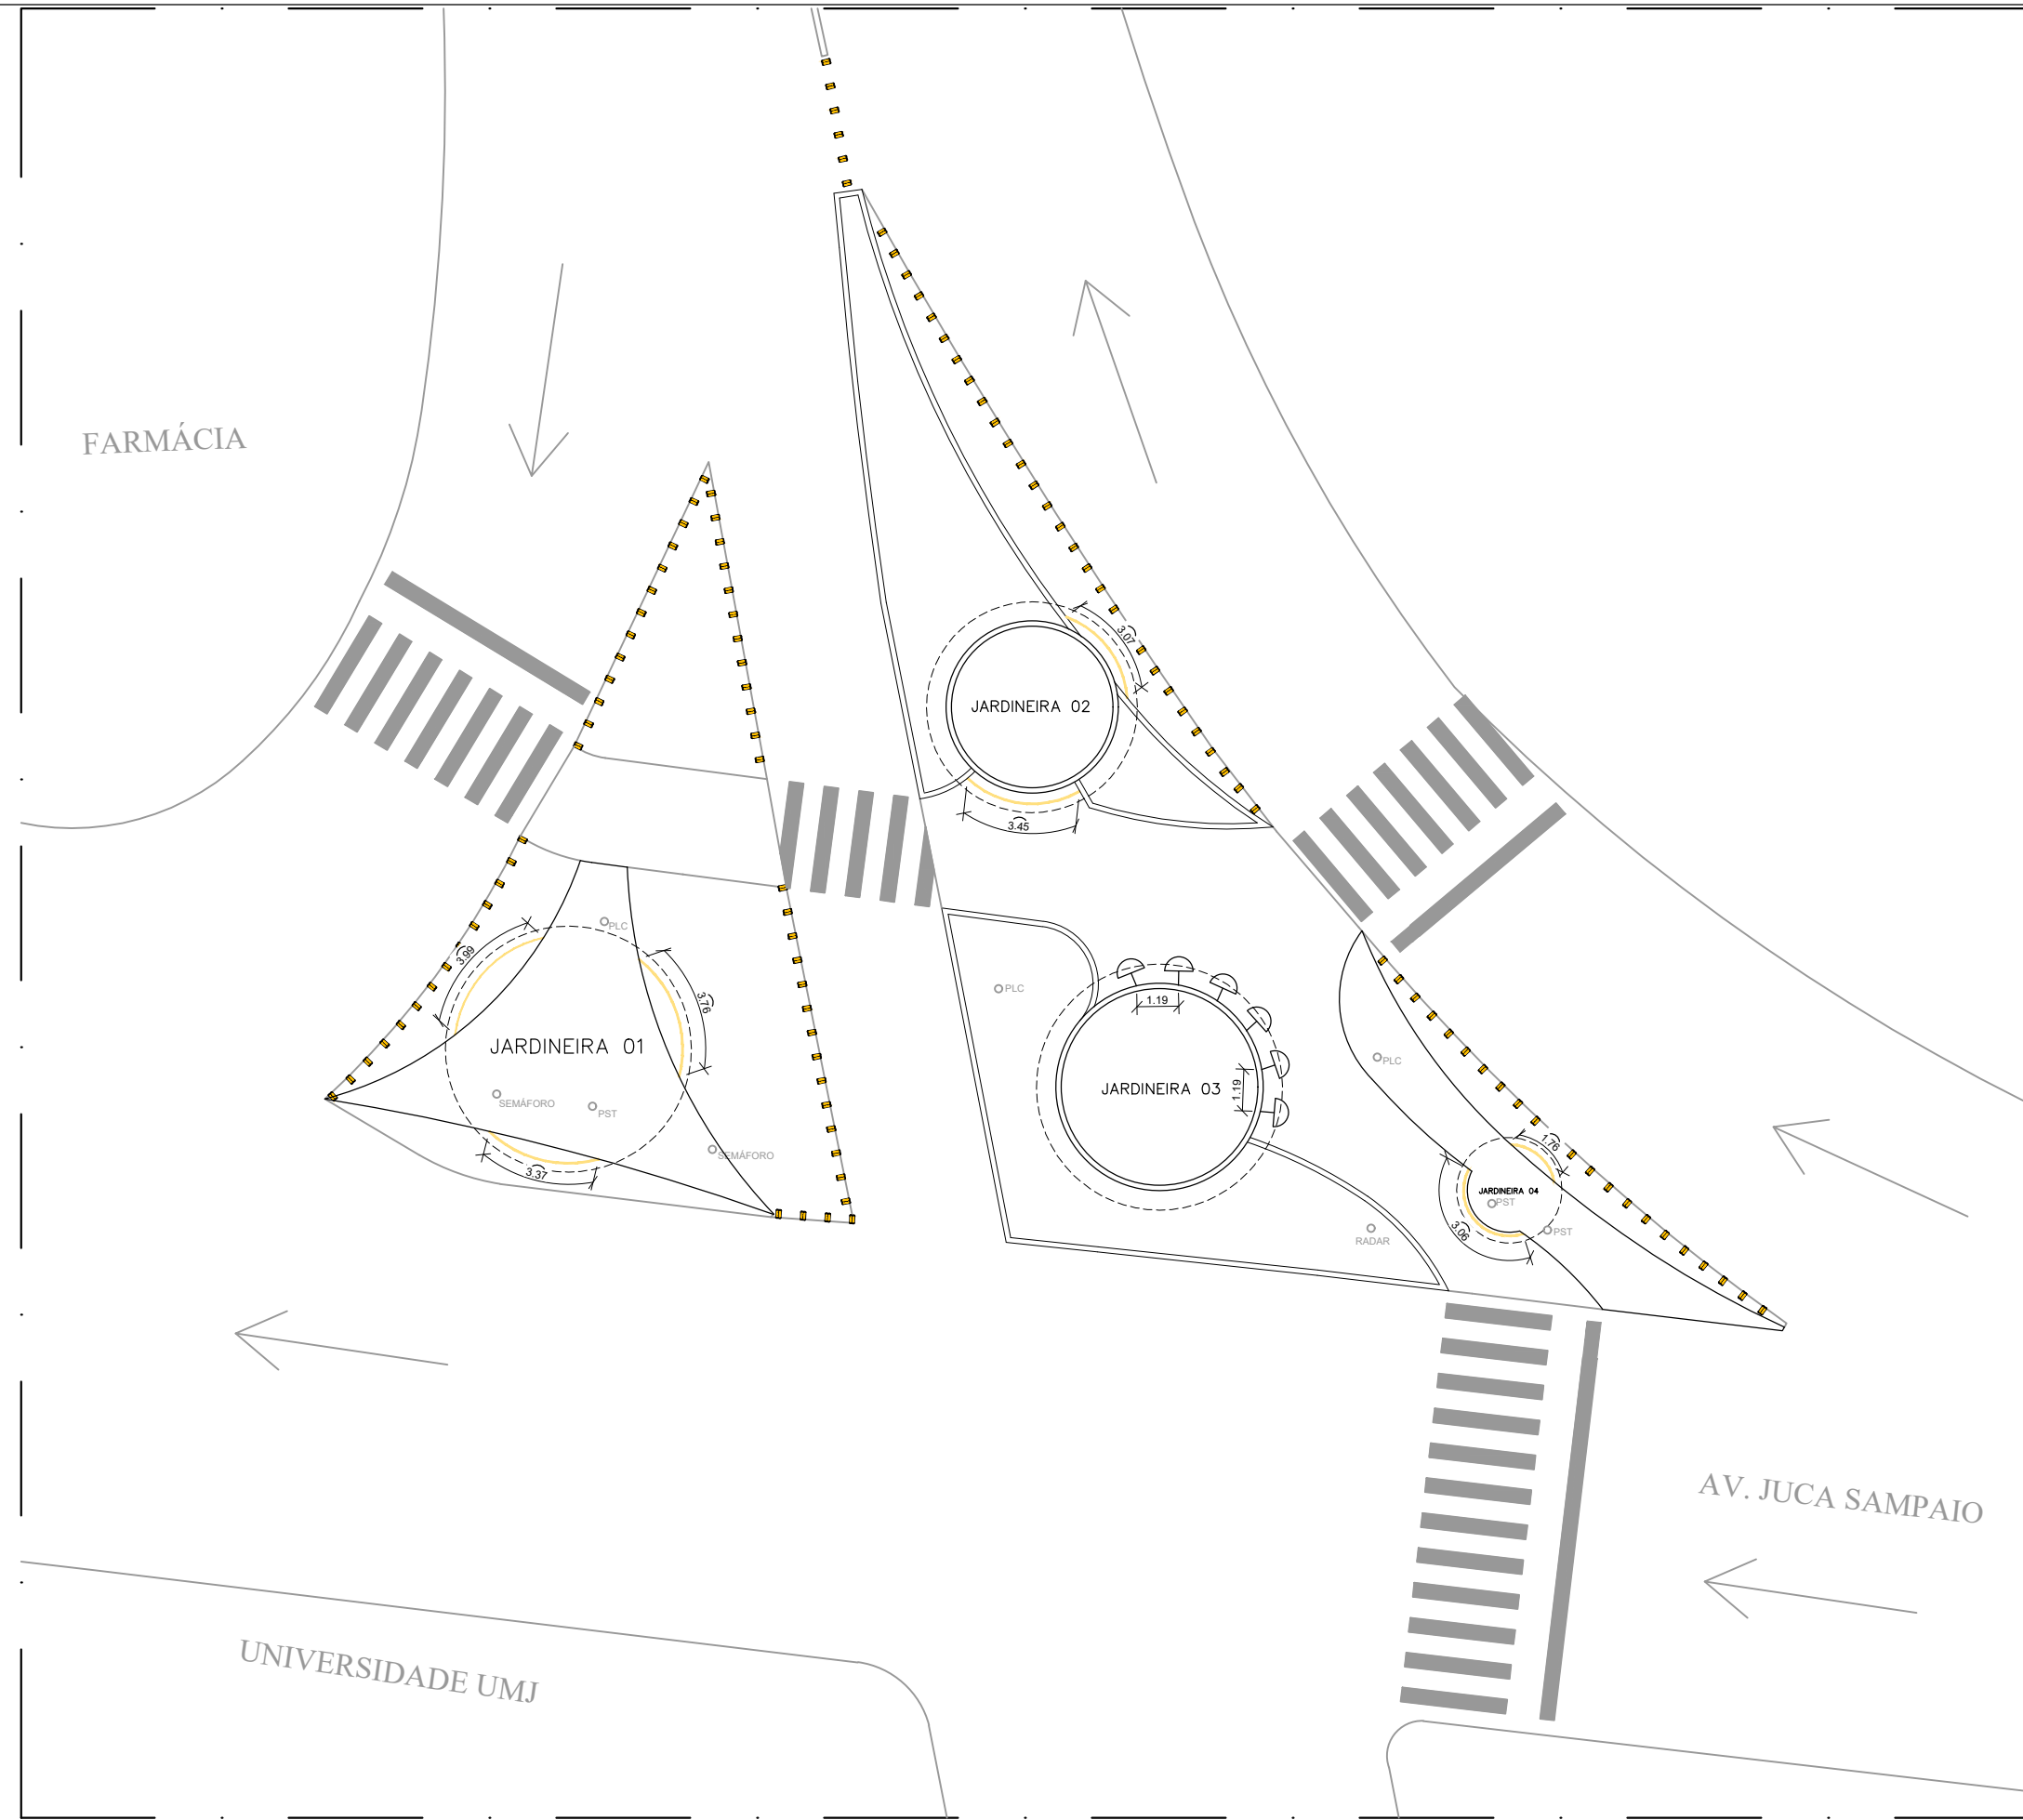 FARMÁCIA
3.07
JARDINEIRA 02
3.45
PLC
3.99
3.76
JARDINEIRA 01
SEMÁFORO
PST
SEMÁFORO
3.37
PLC
1.19
JARDINEIRA 03
1.19
PLC
1.76
JARDINEIRA 04
PST
PST
3.06
RADAR
AV. JUCA SAMPAIO
UNIVERSIDADE UMJ